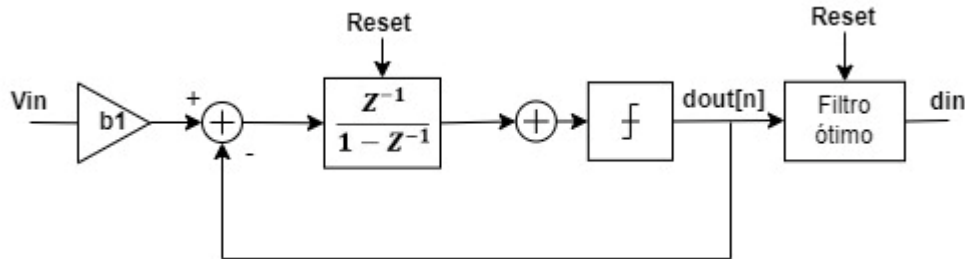 Reset
Reset
Vin
b1
+
-
Z⁻¹
1 − Z⁻¹
dout[n]
Filtro
ótimo
din